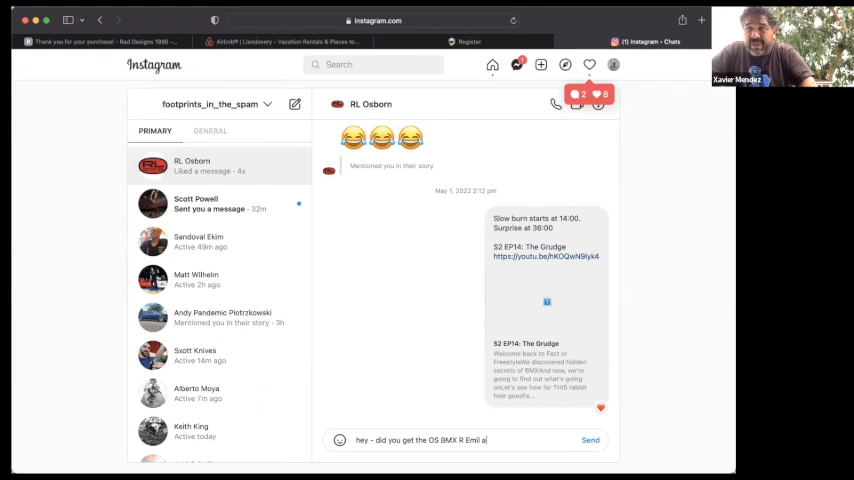 instagram.com
Thank you for your purchase! - Rad Designs 1986 - ...
Airbnb® | Llandovery - Vacation Rentals & Places to...
Register
(1) Instagram • Chats
Instagram
Search
1
2 8
Xavier Mendez
footprints_in_the_spam
PRIMARY GENERAL
RL Osborn
Liked a message · 4s
Scott Powell
Sent you a message · 32m
Sandoval Ekim
Active 49m ago
Matt Wilhelm
Active 2h ago
Andy Pandemic Piotrzkowski
Mentioned you in their story · 3h
Sxott Knives
Active 14m ago
Alberto Moya
Active 7m ago
Keith King
Active today
RL Osborn
Mentioned you in their story
May 1, 2022 2:12 pm
Slow burn starts at 14:00.
Surprise at 36:00
S2 EP14: The Grudge
https://youtu.be/hKOQwN9Iyk4
?
S2 EP14: The Grudge
Welcome back to Fact or
FreestyleWe discovered hidden
secrets of BMXAnd now, we're
going to find out what's going
onLet's see how far THIS rabbit
hole goesFa...
hey - did you get the OS BMX R Emil a
Send